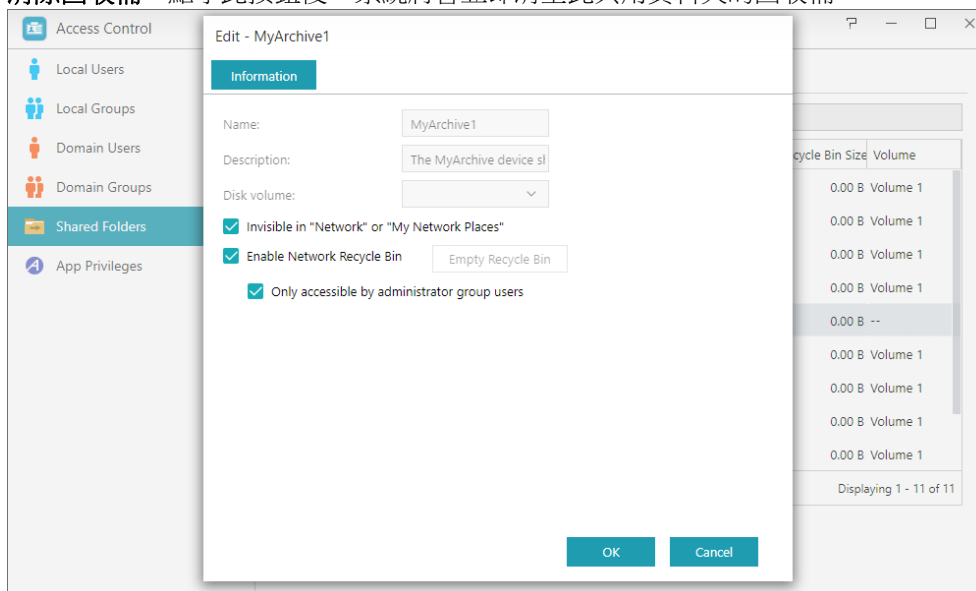 Access Control
Local Users
Local Groups
Domain Users
Domain Groups
Shared Folders
App Privileges
Edit - MyArchive1
Information
Name: MyArchive1
Description: The MyArchive device sl
Disk volume:
Invisible in "Network" or "My Network Places"
Enable Network Recycle Bin Empty Recycle Bin
Only accessible by administrator group users
OK Cancel
cycle Bin Size Volume
0.00 B Volume 1
0.00 B Volume 1
0.00 B Volume 1
0.00 B Volume 1
0.00 B --
0.00 B Volume 1
0.00 B Volume 1
0.00 B Volume 1
0.00 B Volume 1
Displaying 1 - 11 of 11